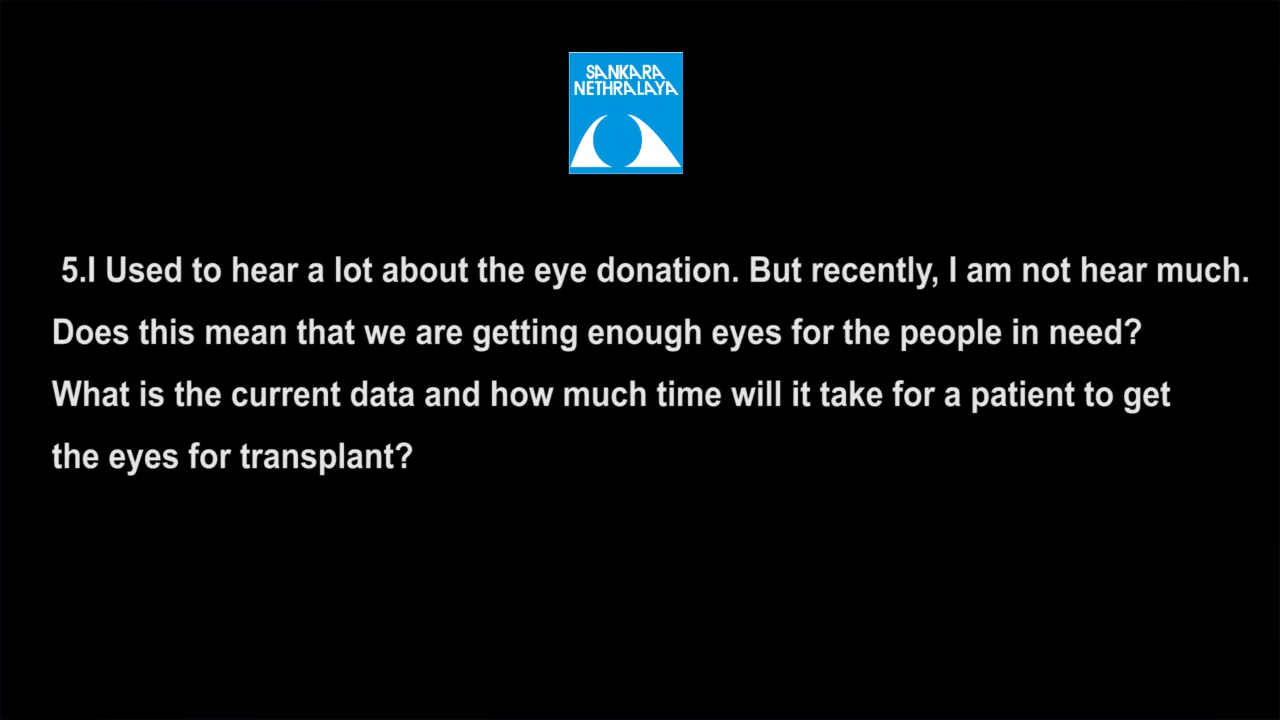 SANKARA
NETHRALAYA
5.I Used to hear a lot about the eye donation. But recently, I am not hear much.
Does this mean that we are getting enough eyes for the people in need?
What is the current data and how much time will it take for a patient to get
the eyes for transplant?